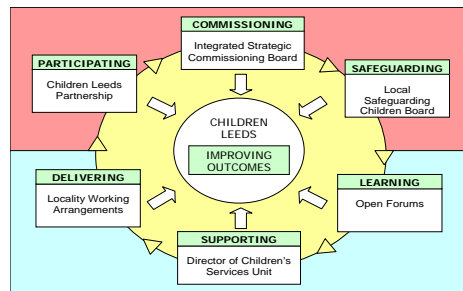 COMMISSIONING
Integrated Strategic
Commissioning Board
PARTICIPATING
Children Leeds
Partnership
SAFEGUARDING
Local
Safeguarding
Children Board
CHILDREN
LEEDS
IMPROVING
OUTCOMES
DELIVERING
Locality Working
Arrangements
LEARNING
Open Forums
SUPPORTING
Director of Children's
Services Unit